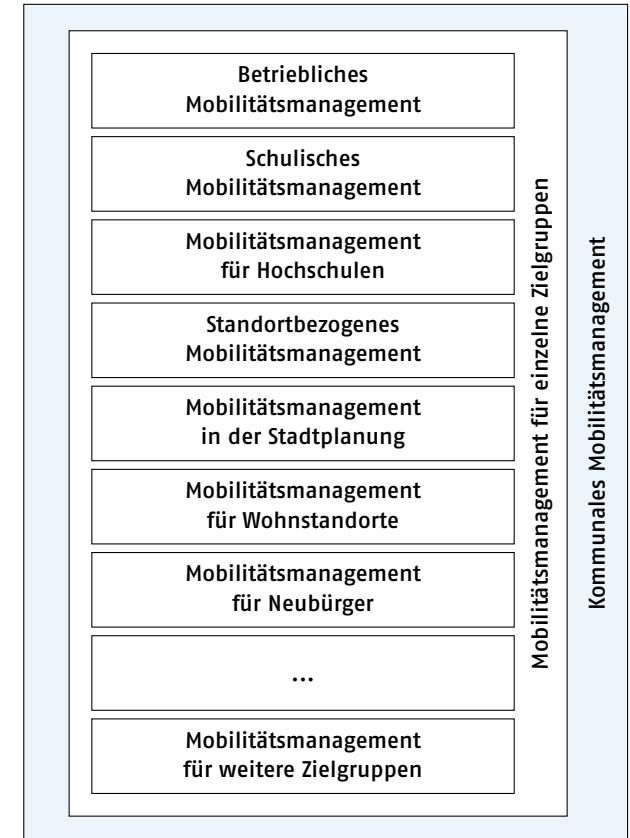 Betriebliches
Mobilitätsmanagement
Schulisches
Mobilitätsmanagement
Mobilitätsmanagement
für Hochschulen
Standortbezogenes
Mobilitätsmanagement
Mobilitätsmanagement
in der Stadtplanung
Mobilitätsmanagement
für Wohnstandorte
Mobilitätsmanagement
für Neubürger
...
Mobilitätsmanagement
für weitere Zielgruppen
Mobilitätsmanagement für einzelne Zielgruppen
Kommunales Mobilitätsmanagement